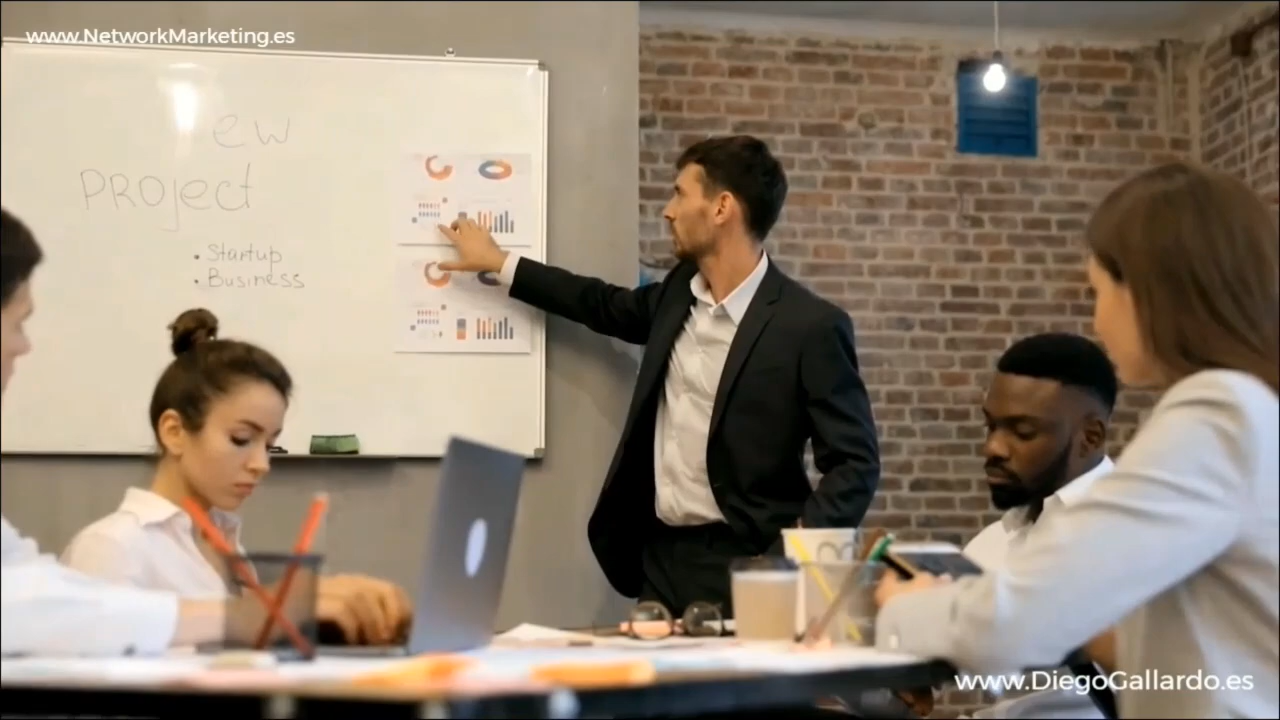 www.NetworkMarketing.es
ew
PROject
• Startup
• Business
www.DiegoGallardo.es